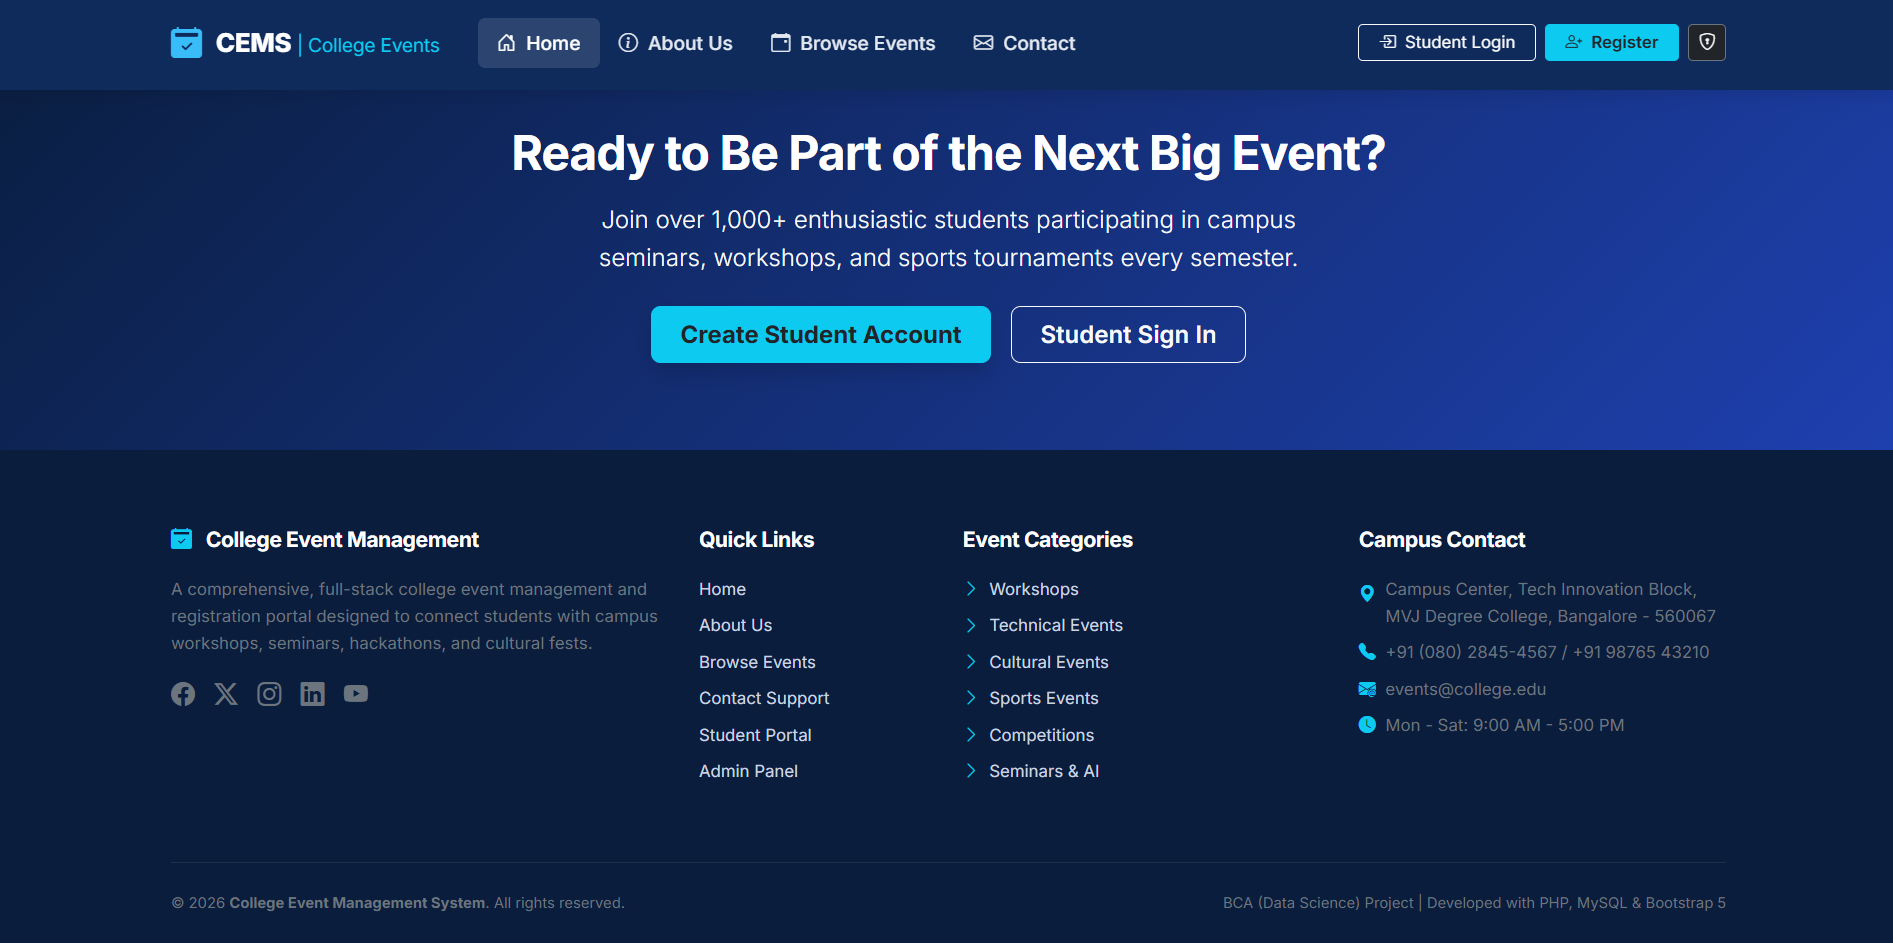 CEMS | College Events
Home
About Us
Browse Events
Contact
Student Login
Register
Ready to Be Part of the Next Big Event?
Join over 1,000+ enthusiastic students participating in campus
seminars, workshops, and sports tournaments every semester.
Create Student Account
Student Sign In
College Event Management
A comprehensive, full-stack college event management and
registration portal designed to connect students with campus
workshops, seminars, hackathons, and cultural fests.
Quick Links
Home
About Us
Browse Events
Contact Support
Student Portal
Admin Panel
Event Categories
Workshops
Technical Events
Cultural Events
Sports Events
Competitions
Seminars & AI
Campus Contact
Campus Center, Tech Innovation Block,
MVJ Degree College, Bangalore - 560067
+91 (080) 2845-4567 / +91 98765 43210
events@college.edu
Mon - Sat: 9:00 AM - 5:00 PM
© 2026 College Event Management System. All rights reserved.
BCA (Data Science) Project | Developed with PHP, MySQL & Bootstrap 5